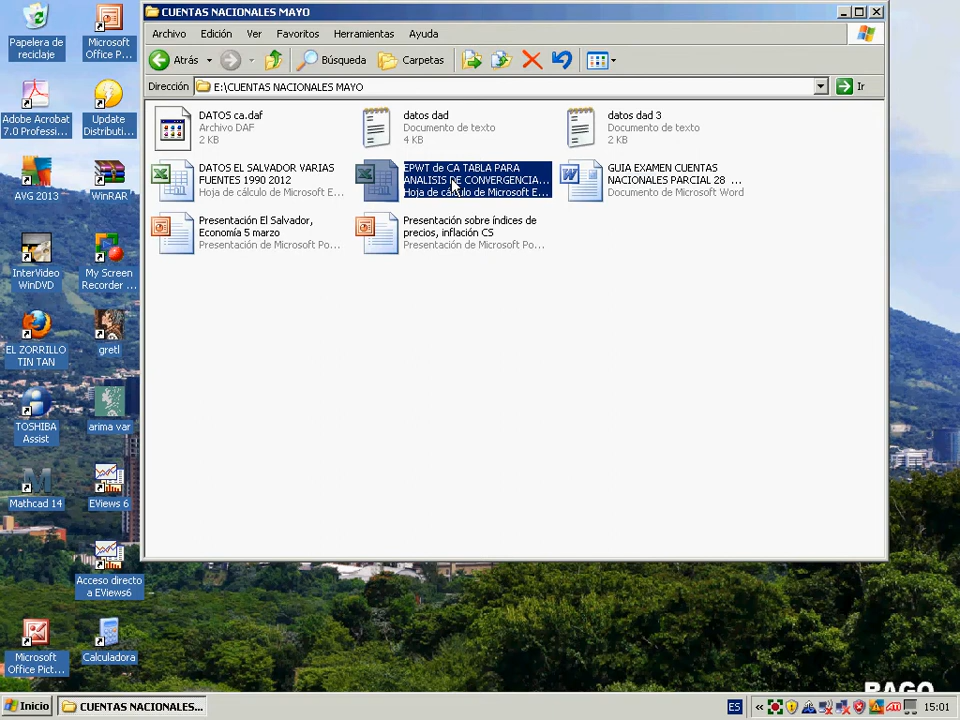 CUENTAS NACIONALES MAYO
Archivo Edición Ver Favoritos Herramientas Ayuda
Atrás Búsqueda Carpetas
Dirección E:\CUENTAS NACIONALES MAYO Ir
DATOS ca.daf
Archivo DAF
2 KB
datos dad
Documento de texto
4 KB
datos dad 3
Documento de texto
2 KB
DATOS EL SALVADOR VARIAS
FUENTES 1990 2012
Hoja de cálculo de Microsoft E...
EPWT de CA TABLA PARA
ANALISIS DE CONVERGENCIA...
Hoja de cálculo de Microsoft E...
GUIA EXAMEN CUENTAS
NACIONALES PARCIAL 28 ...
Documento de Microsoft Word
Presentación El Salvador,
Economía 5 marzo
Presentación de Microsoft Po...
Presentación sobre índices de
precios, inflación CS
Presentación de Microsoft Po...
Papelera de
reciclaje
Microsoft
Office P...
Adobe Acrobat
7.0 Professi...
Update
Distributi...
AVG 2013
WinRAR
InterVideo
WinDVD
My Screen
Recorder ...
EL ZORRILLO
TIN TAN
gretl
TOSHIBA
Assist
arima var
Mathcad 14
EViews 6
Acceso directo
a EViews6
Microsoft
Office Pict...
Calculadora
Inicio
CUENTAS NACIONALES...
ES
«
15:01